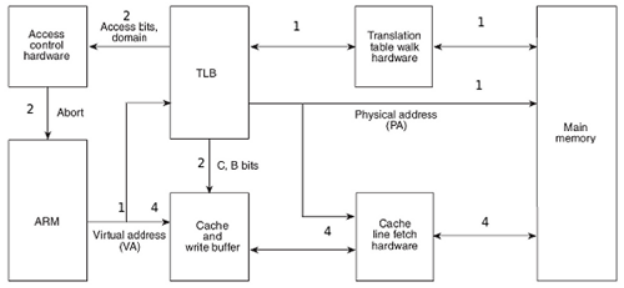 2
Access bits,
domain
Access
control
hardware
TLB
1
Translation
table walk
hardware
1
2
Abort
1
Physical address
(PA)
Main
memory
2
C, B bits
ARM
1
4
Virtual address
(VA)
Cache
and
write buffer
4
Cache
line fetch
hardware
4